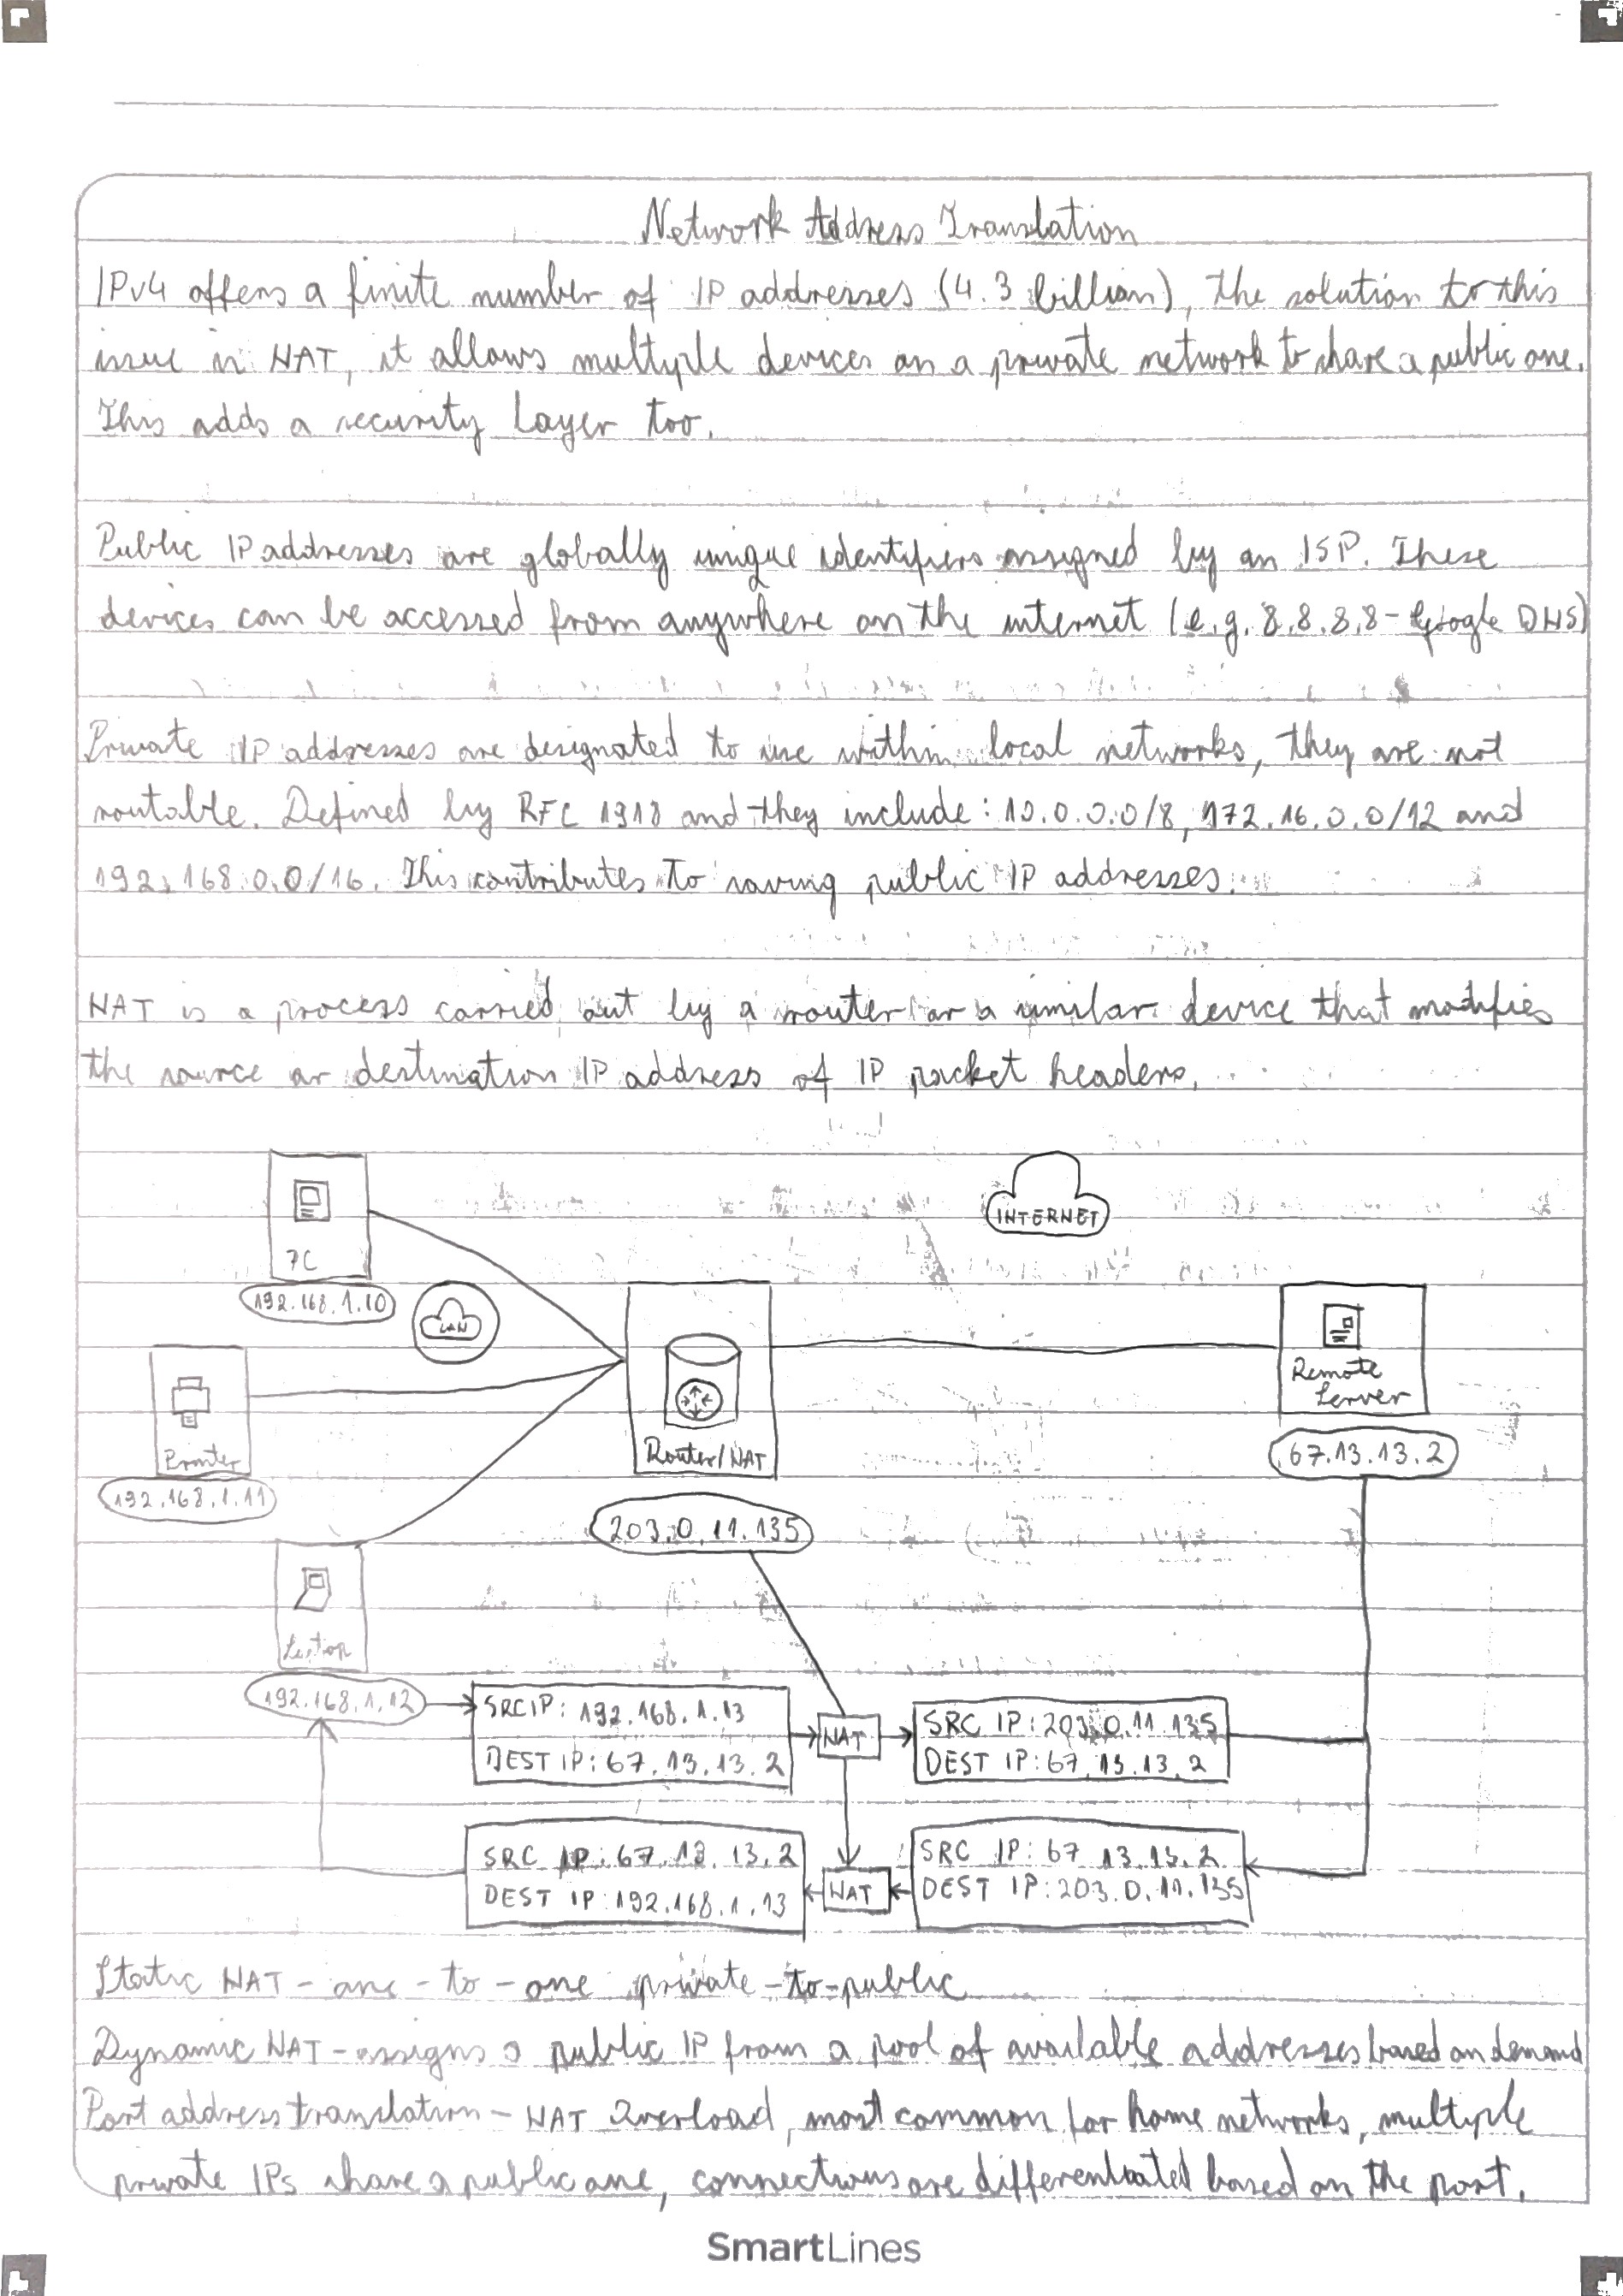 Network Address Translation
IPv4 offers a finite number of IP addresses (4.3 billion), the solution to this
issue is NAT, it allows multiple devices on a private network to share a public one.
This adds a security layer too.
Public IP addresses are globally unique identifiers assigned by an ISP. These
devices can be accessed from anywhere on the internet (e.g. 8.8.8.8 - Google DNS)
Private IP addresses are designated to use within local networks, they are not
routable. Defined by RFC 1918 and they include: 10.0.0.0/8, 172.16.0.0/12 and
192.168.0.0/16. This contributes to saving public IP addresses.
NAT is a process carried out by a router or a similar device that modifies
the source or destination IP address of IP packet headers.
INTERNET
PC
192.168.1.10
LAN
Remote
Server
Printer
Router/NAT
67.13.13.2
192.168.1.11
203.0.11.135
Laptop
192.168.1.12
SRC IP: 192.168.1.13
DEST IP: 67.13.13.2
NAT
SRC IP: 203.0.11.135
DEST IP: 67.13.13.2
SRC IP: 67.13.13.2
DEST IP: 192.168.1.13
NAT
SRC IP: 67.13.13.2
DEST IP: 203.0.11.135
Static NAT - one - to - one private - to - public
Dynamic NAT - assigns a public IP from a pool of available addresses based on demand
Port address translation - NAT Overload, most common for home networks, multiple
private IPs share a public one, connections are differentiated based on the port.
SmartLines